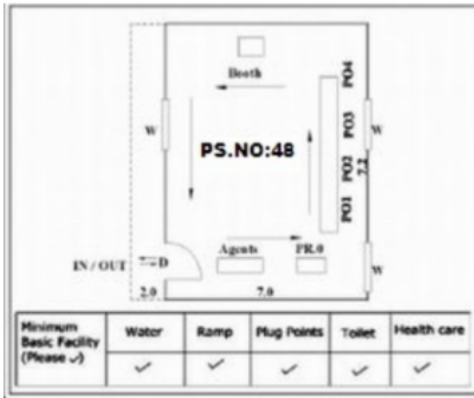 Booth
PO4
W
PO3
W
PS.NO:48
7.2
PO2
PO1
Agents
PR.0
IN / OUT
D
W
2.0
7.0
Minimum Basic Facility (Please ✓)
Water
Ramp
Plug Points
Toilet
Health care
✓ ✓ ✓ ✓ ✓